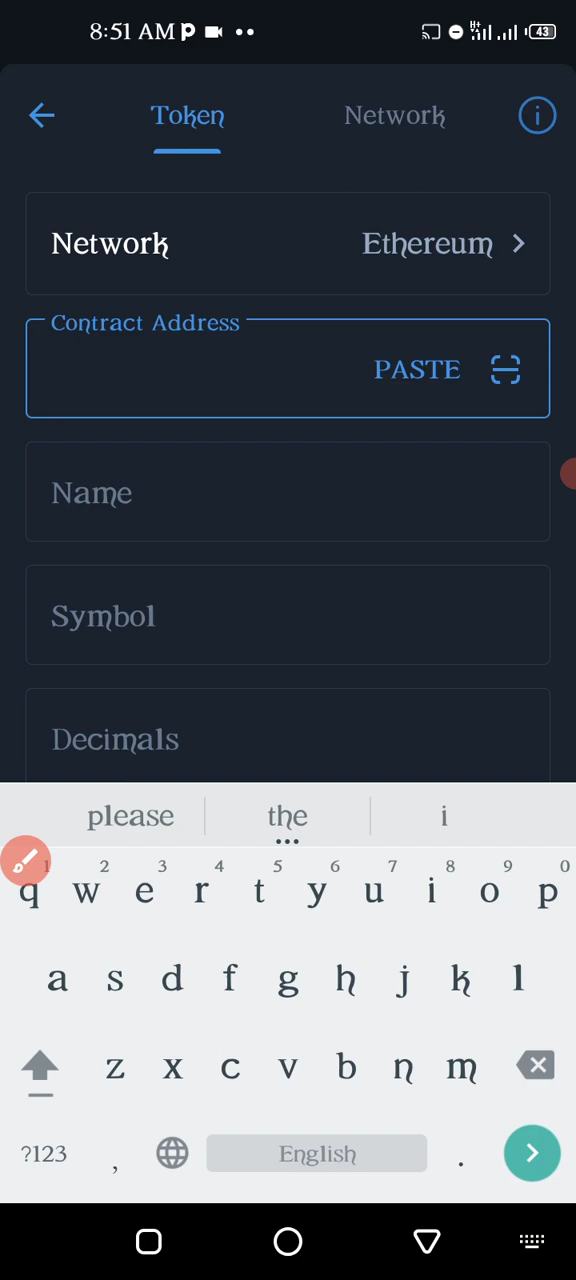 8:51 AM
H+
43
Token
Network
Network
Ethereum
Contract Address
PASTE
Name
Symbol
Decimals
please
the
i
1 2 3 4 5 6 7 8 9 0
q w e r t y u i o p
a s d f g h j k l
z x c v b n m
?123
,
English
.